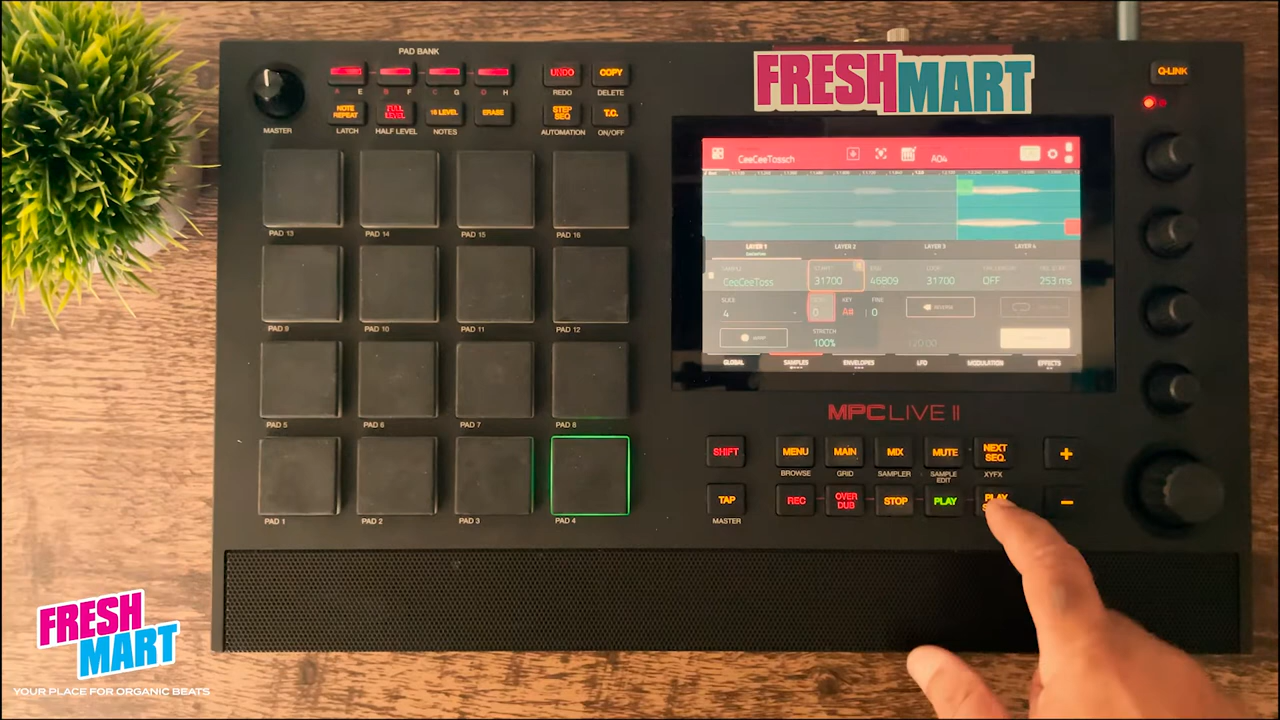 PAD BANK
A E B F C G D H
UNDO COPY
REDO DELETE
NOTE REPEAT
FULL LEVEL
16 LEVEL
ERASE
STEP SEQ
T.C.
MASTER
LATCH
HALF LEVEL
NOTES
AUTOMATION
ON/OFF
FRESHMART
Q-LINK
CeeCeeTossch
A04
LAYER 1 LAYER 2 LAYER 3 LAYER 4
SAMPLE
CeeCeeToss
START
31700
END
46809
LOOP
31700
OFF
253 ms
SLICE
4
0
KEY
A#
FINE
0
REVERSE
WARP
STRETCH
100%
120.00
GLOBAL SAMPLES ENVELOPES LFO MODULATION EFFECTS
PAD 13 PAD 14 PAD 15 PAD 16
PAD 9 PAD 10 PAD 11 PAD 12
PAD 5 PAD 6 PAD 7 PAD 8
PAD 1 PAD 2 PAD 3 PAD 4
MPC LIVE II
SHIFT MENU MAIN MIX MUTE NEXT SEQ. +
BROWSE GRID SAMPLER SAMPLE EDIT XYFX
TAP REC OVER DUB STOP PLAY PLAY −
MASTER
FRESH
MART
YOUR PLACE FOR ORGANIC BEATS